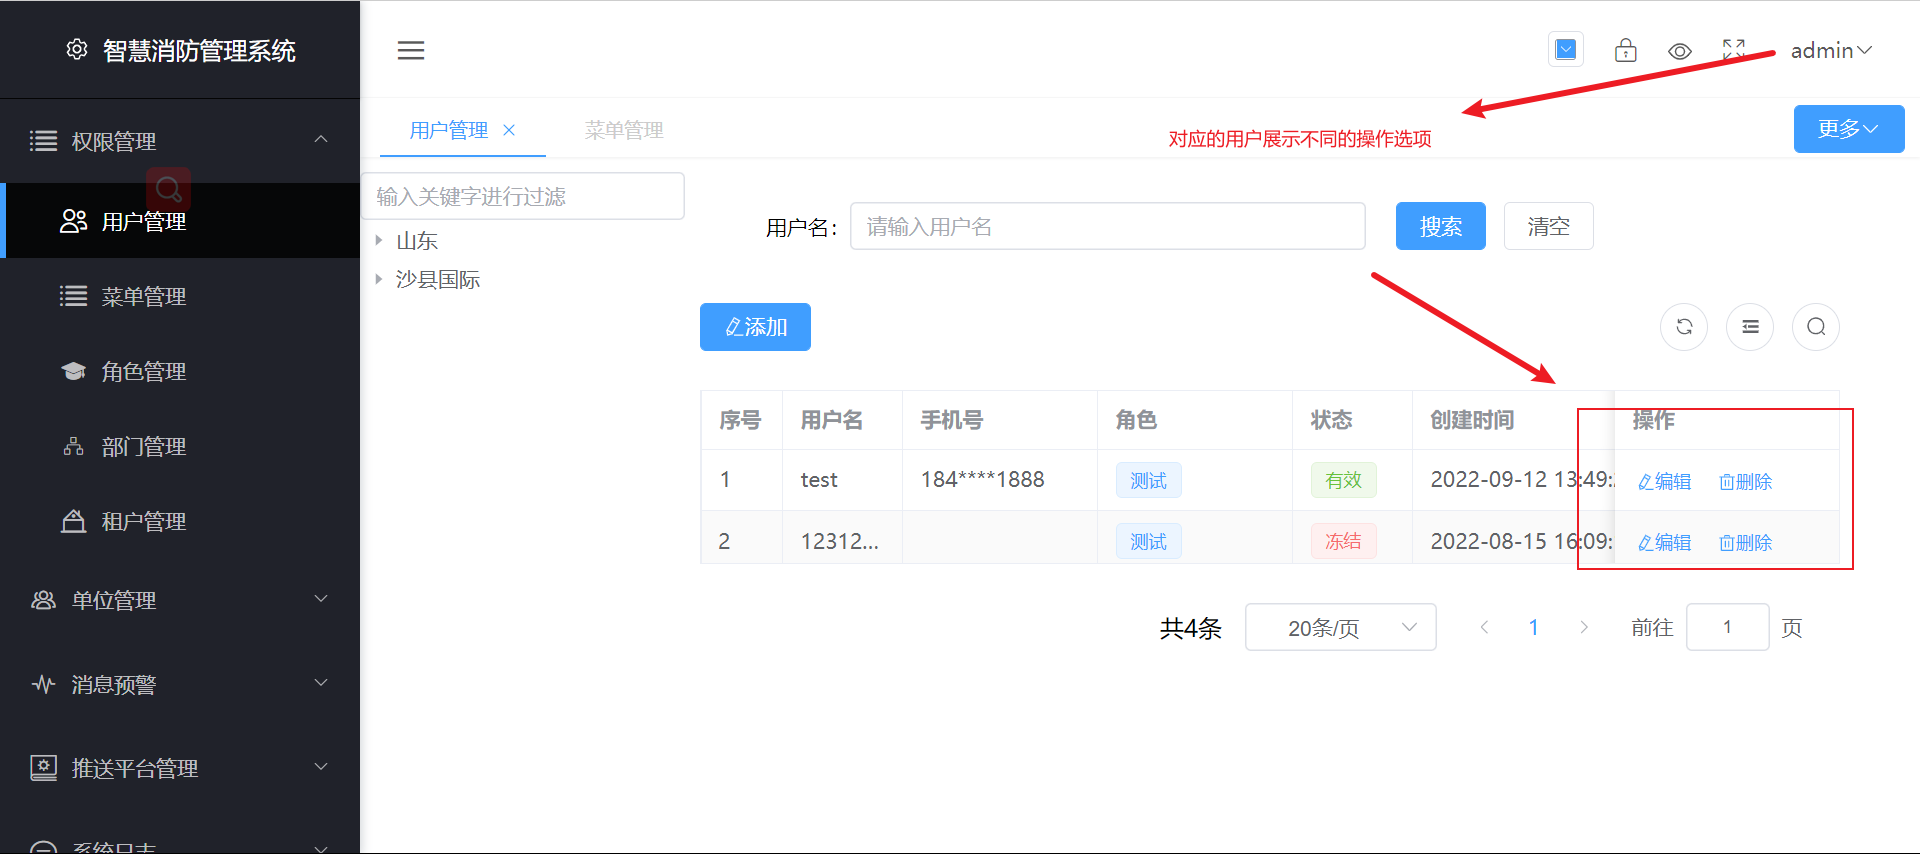 智慧消防管理系统
admin
权限管理
用户管理
菜单管理
角色管理
部门管理
租户管理
单位管理
消息预警
推送平台管理
系统日志
用户管理
菜单管理
对应的用户展示不同的操作选项
更多
输入关键字进行过滤
山东
沙县国际
用户名：
请输入用户名
搜索
清空
添加
序号 用户名 手机号 角色 状态 创建时间 操作
1 test 184****1888 测试 有效 2022-09-12 13:49: 编辑 删除
2 12312... 测试 冻结 2022-08-15 16:09: 编辑 删除
共4条 20条/页 1 前往 1 页